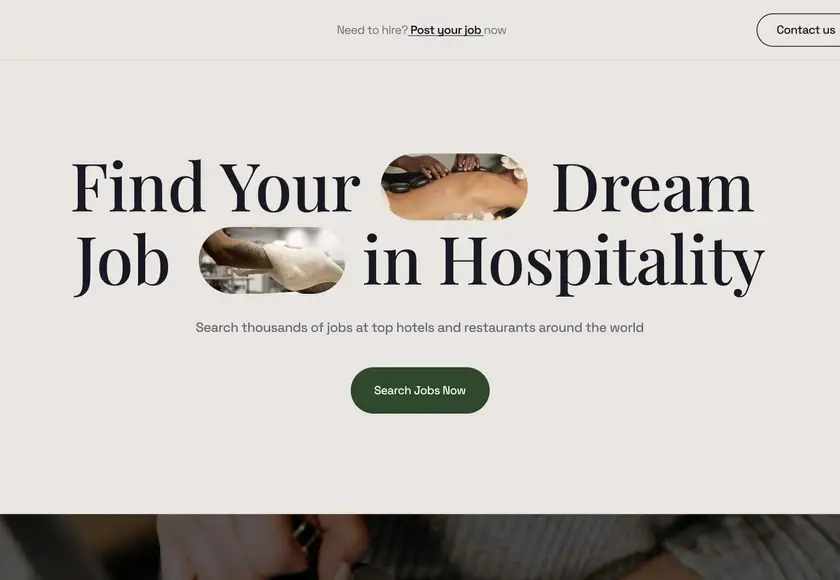 Need to hire? Post your job now
Contact us
Find Your Dream
Job in Hospitality
Search thousands of jobs at top hotels and restaurants around the world
Search Jobs Now